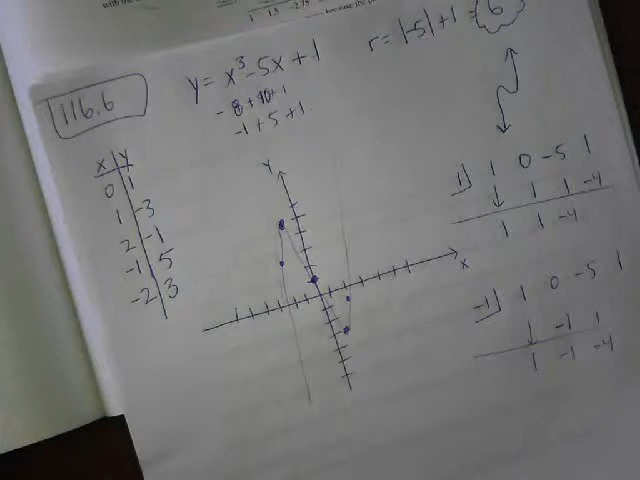 116.6
y = x³ - 5x + 1
- 8 + 10 + 1
-1 + 5 + 1
r = |-5| + 1 = 6
x y
0 1
1 -3
2 -1
-1 5
-2 3
Y
X
1 1 0 -5 1
1 1 -4
1 1 -4
-1 1 0 -5 1
-1 1
1 -1 -4